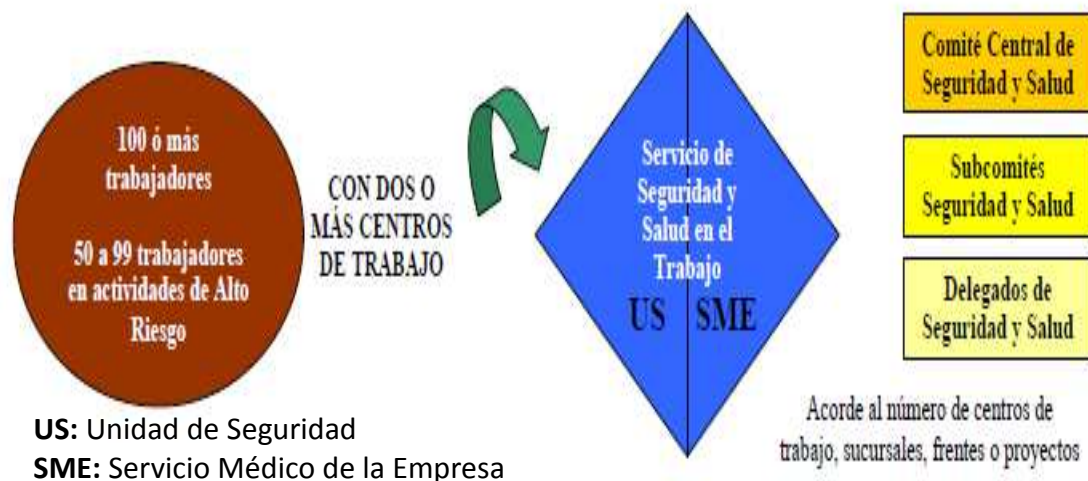 100 ó más
trabajadores
50 a 99 trabajadores
en actividades de Alto
Riesgo
CON DOS O
MÁS CENTROS
DE TRABAJO
Servicio de
Seguridad y
Salud en el
Trabajo
US SME
Comité Central de
Seguridad y Salud
Subcomités
Seguridad y Salud
Delegados de
Seguridad y Salud
Acorde al número de centros de
trabajo, sucursales, frentes o proyectos
US: Unidad de Seguridad
SME: Servicio Médico de la Empresa